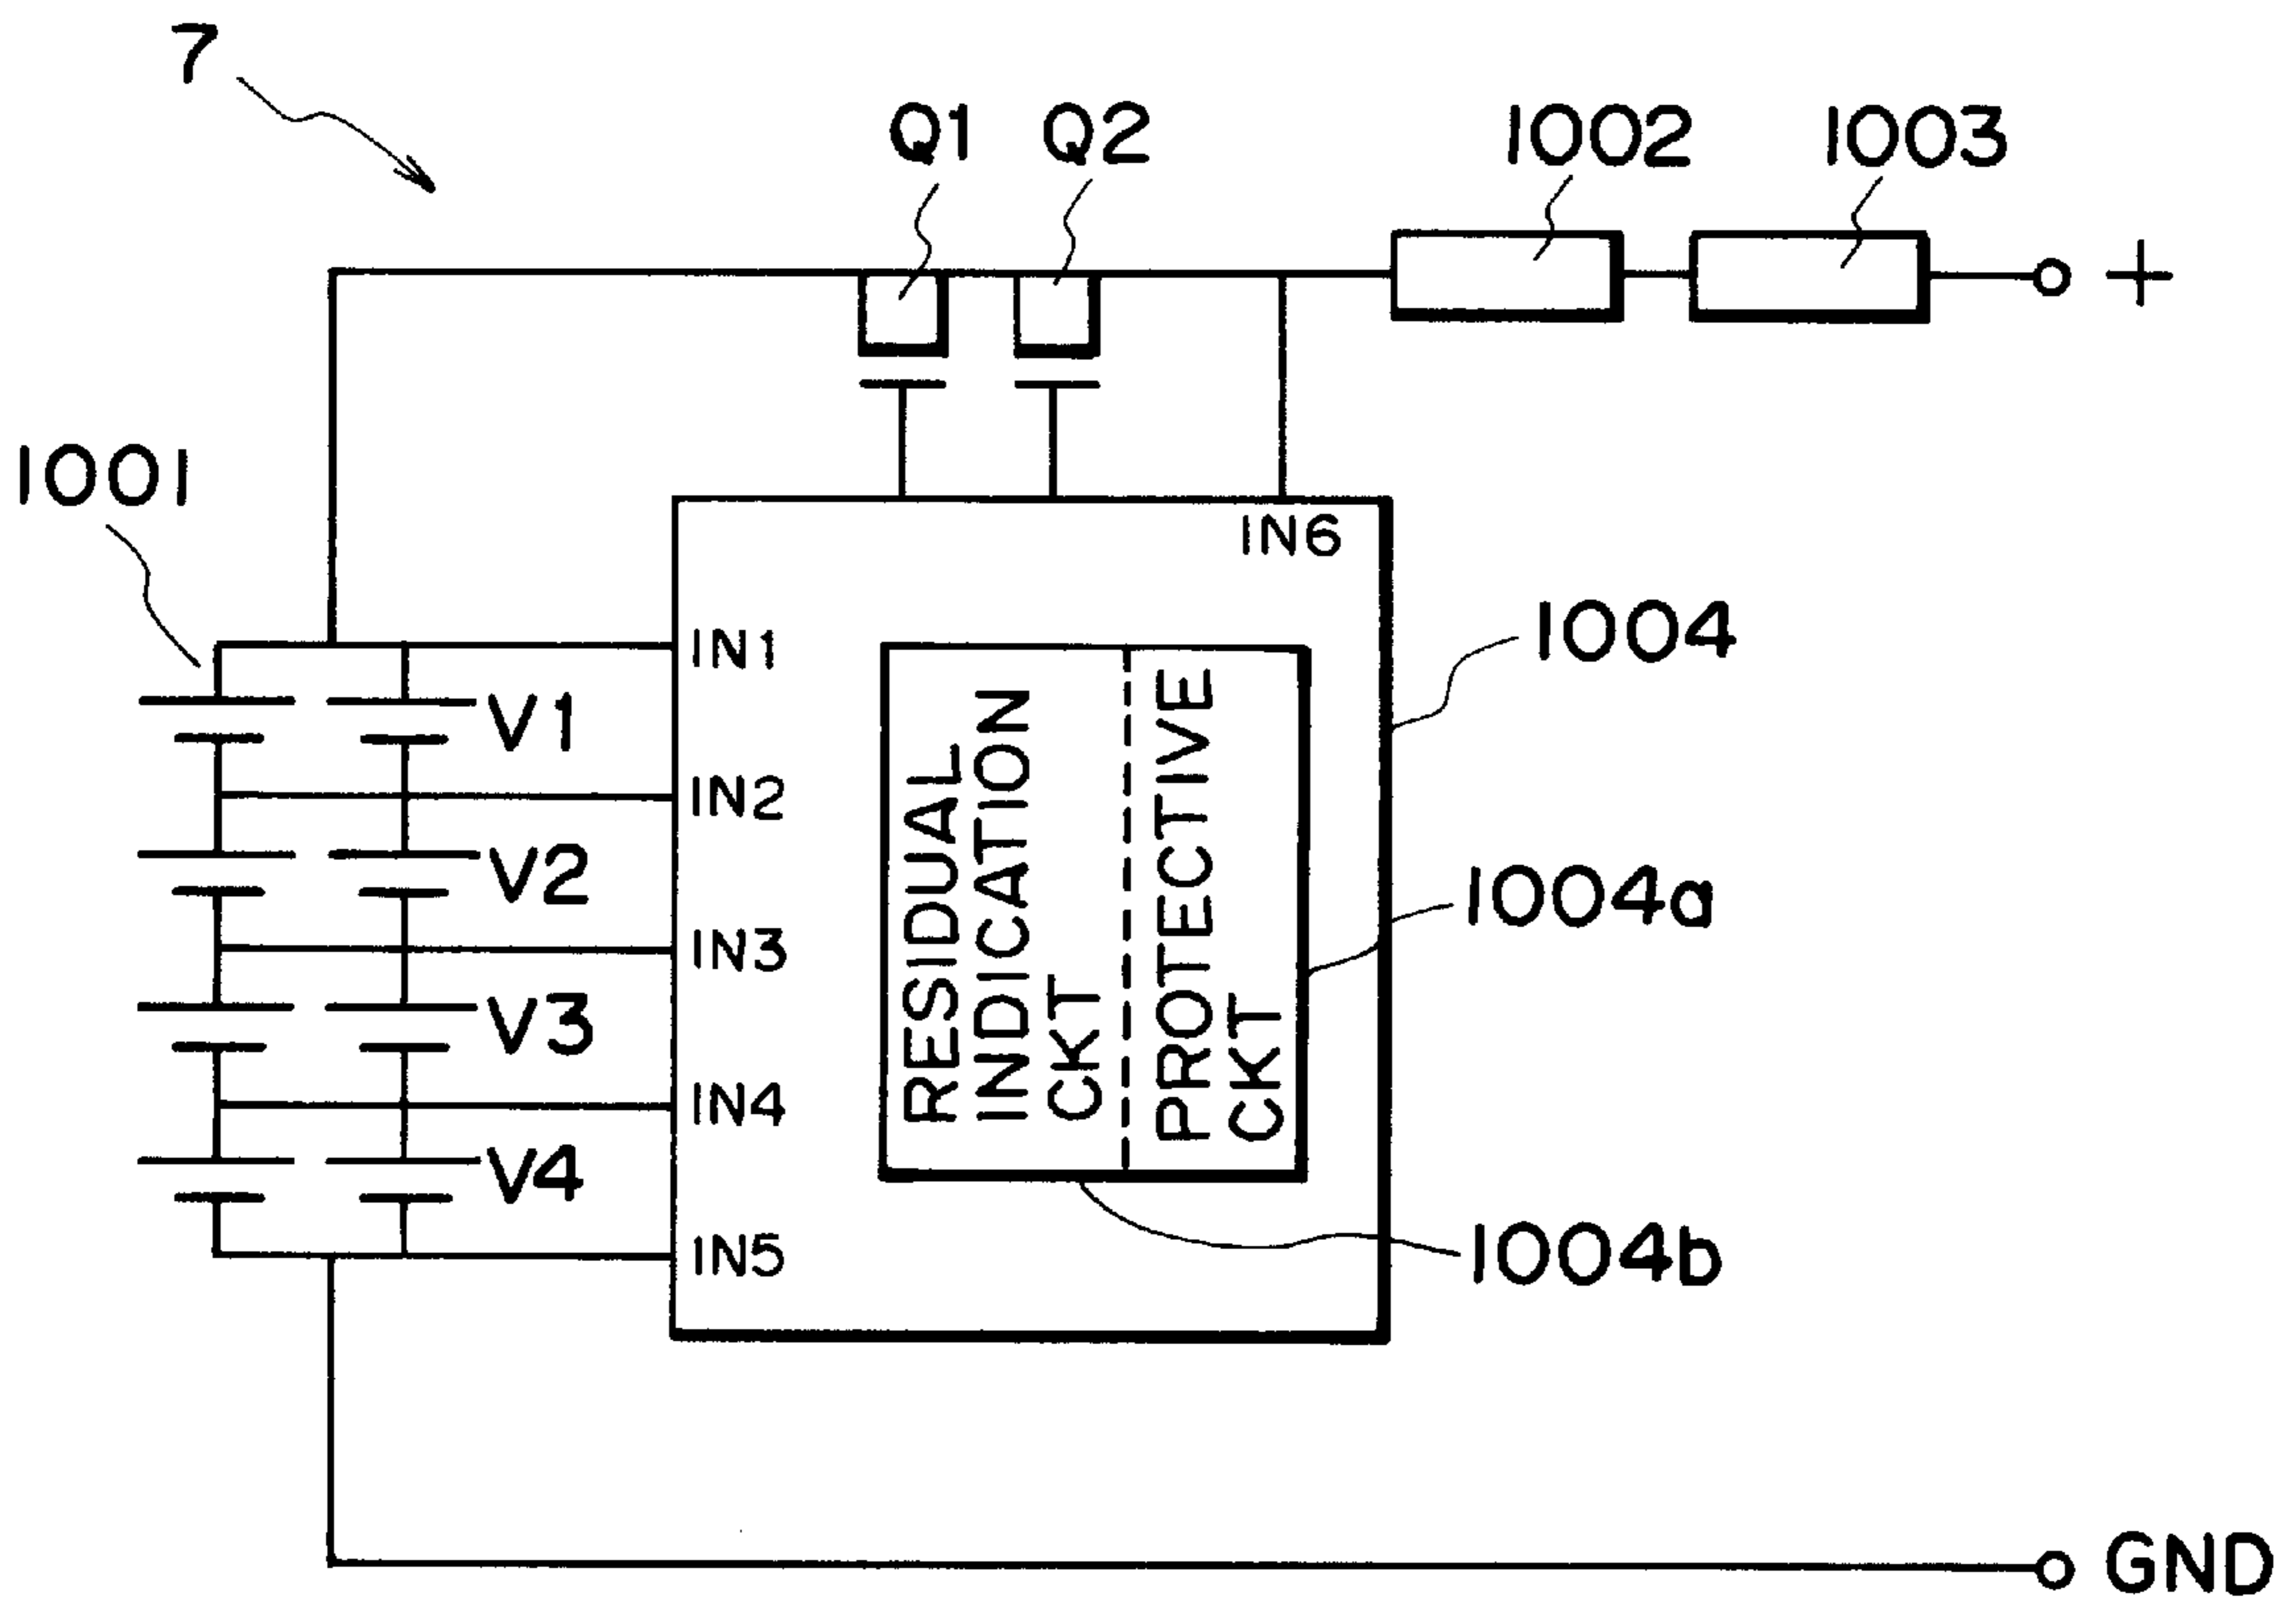 7
Q1 Q2
1002 1003
+
1001
IN6
IN1
1004
V1
IN2
V2
1004a
IN3
V3
IN4
V4
IN5
1004b
RESIDUAL
INDICATION
CKT
PROTECTIVE
CKT
GND